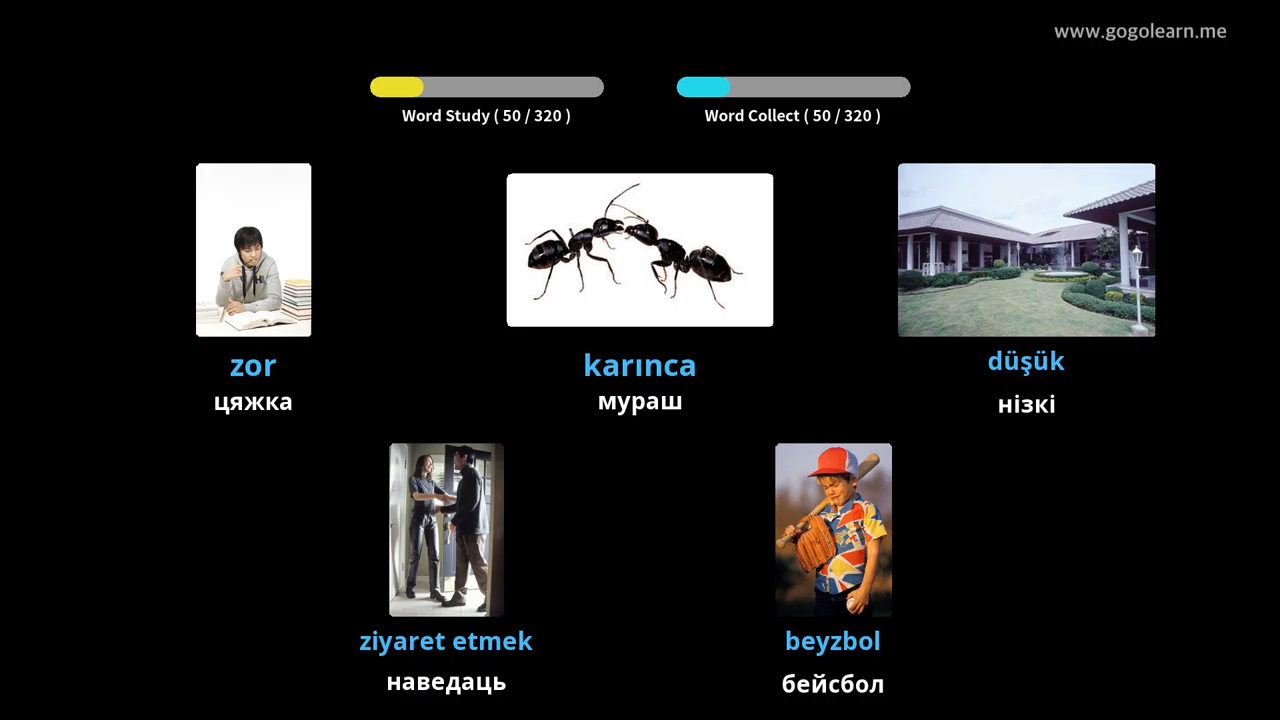 www.gogolearn.me
Word Study ( 50 / 320 )
Word Collect ( 50 / 320 )
zor
цяжка
karınca
мураш
düşük
нізкі
ziyaret etmek
наведаць
beyzbol
бейсбол